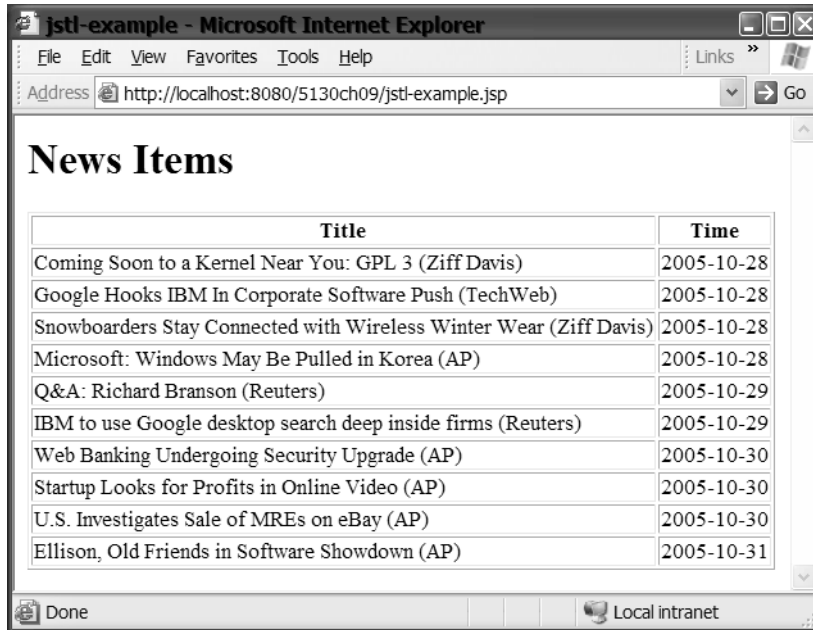 jstl-example - Microsoft Internet Explorer
File Edit View Favorites Tools Help Links »
Address http://localhost:8080/5130ch09/jstl-example.jsp Go
News Items
Title Time
Coming Soon to a Kernel Near You: GPL 3 (Ziff Davis) 2005-10-28
Google Hooks IBM In Corporate Software Push (TechWeb) 2005-10-28
Snowboarders Stay Connected with Wireless Winter Wear (Ziff Davis) 2005-10-28
Microsoft: Windows May Be Pulled in Korea (AP) 2005-10-28
Q&A: Richard Branson (Reuters) 2005-10-29
IBM to use Google desktop search deep inside firms (Reuters) 2005-10-29
Web Banking Undergoing Security Upgrade (AP) 2005-10-30
Startup Looks for Profits in Online Video (AP) 2005-10-30
U.S. Investigates Sale of MREs on eBay (AP) 2005-10-30
Ellison, Old Friends in Software Showdown (AP) 2005-10-31
Done Local intranet